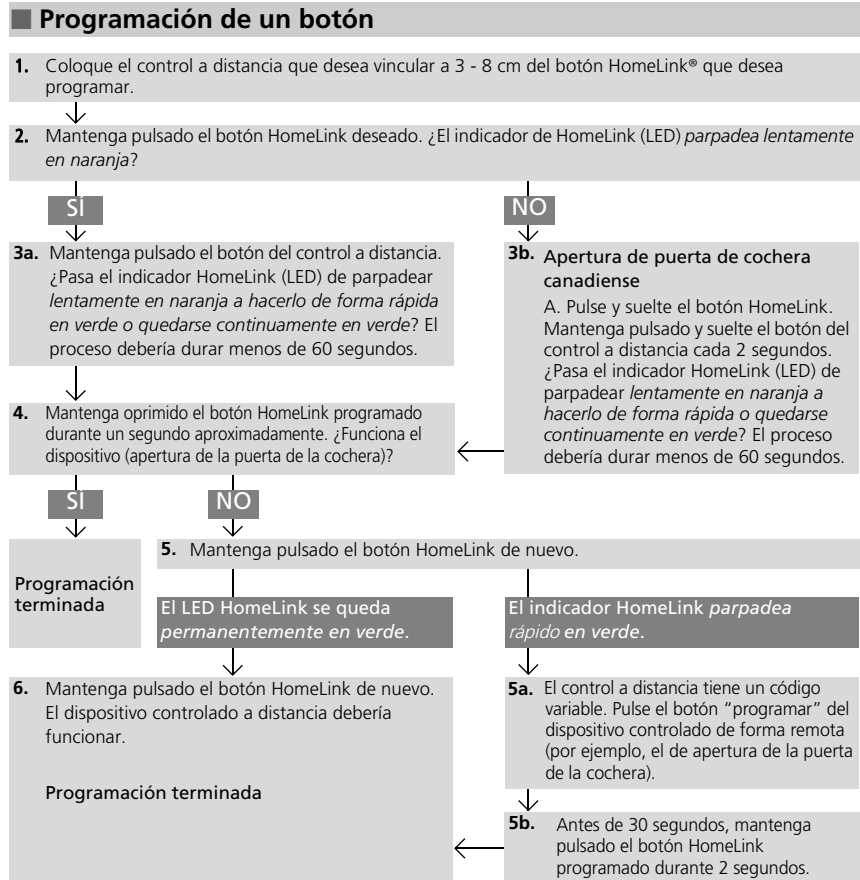 ■ Programación de un botón
1. Coloque el control a distancia que desea vincular a 3 - 8 cm del botón HomeLink® que desea
programar.
2. Mantenga pulsado el botón HomeLink deseado. ¿El indicador de HomeLink (LED) parpadea lentamente
en naranja?
SÍ
NO
3a. Mantenga pulsado el botón del control a distancia.
¿Pasa el indicador HomeLink (LED) de parpadear
lentamente en naranja a hacerlo de forma rápida
en verde o quedarse continuamente en verde? El
proceso debería durar menos de 60 segundos.
3b. Apertura de puerta de cochera
canadiense
A. Pulse y suelte el botón HomeLink.
Mantenga pulsado y suelte el botón del
control a distancia cada 2 segundos.
¿Pasa el indicador HomeLink (LED) de
parpadear lentamente en naranja a
hacerlo de forma rápida o quedarse
continuamente en verde? El proceso
debería durar menos de 60 segundos.
4. Mantenga oprimido el botón HomeLink programado
durante un segundo aproximadamente. ¿Funciona el
dispositivo (apertura de la puerta de la cochera)?
SÍ
NO
Programación
terminada
5. Mantenga pulsado el botón HomeLink de nuevo.
El LED HomeLink se queda
permanentemente en verde.
El indicador HomeLink parpadea
rápido en verde.
6. Mantenga pulsado el botón HomeLink de nuevo.
El dispositivo controlado a distancia debería
funcionar.
Programación terminada
5a. El control a distancia tiene un código
variable. Pulse el botón “programar” del
dispositivo controlado de forma remota
(por ejemplo, el de apertura de la puerta
de la cochera).
5b. Antes de 30 segundos, mantenga
pulsado el botón HomeLink
programado durante 2 segundos.